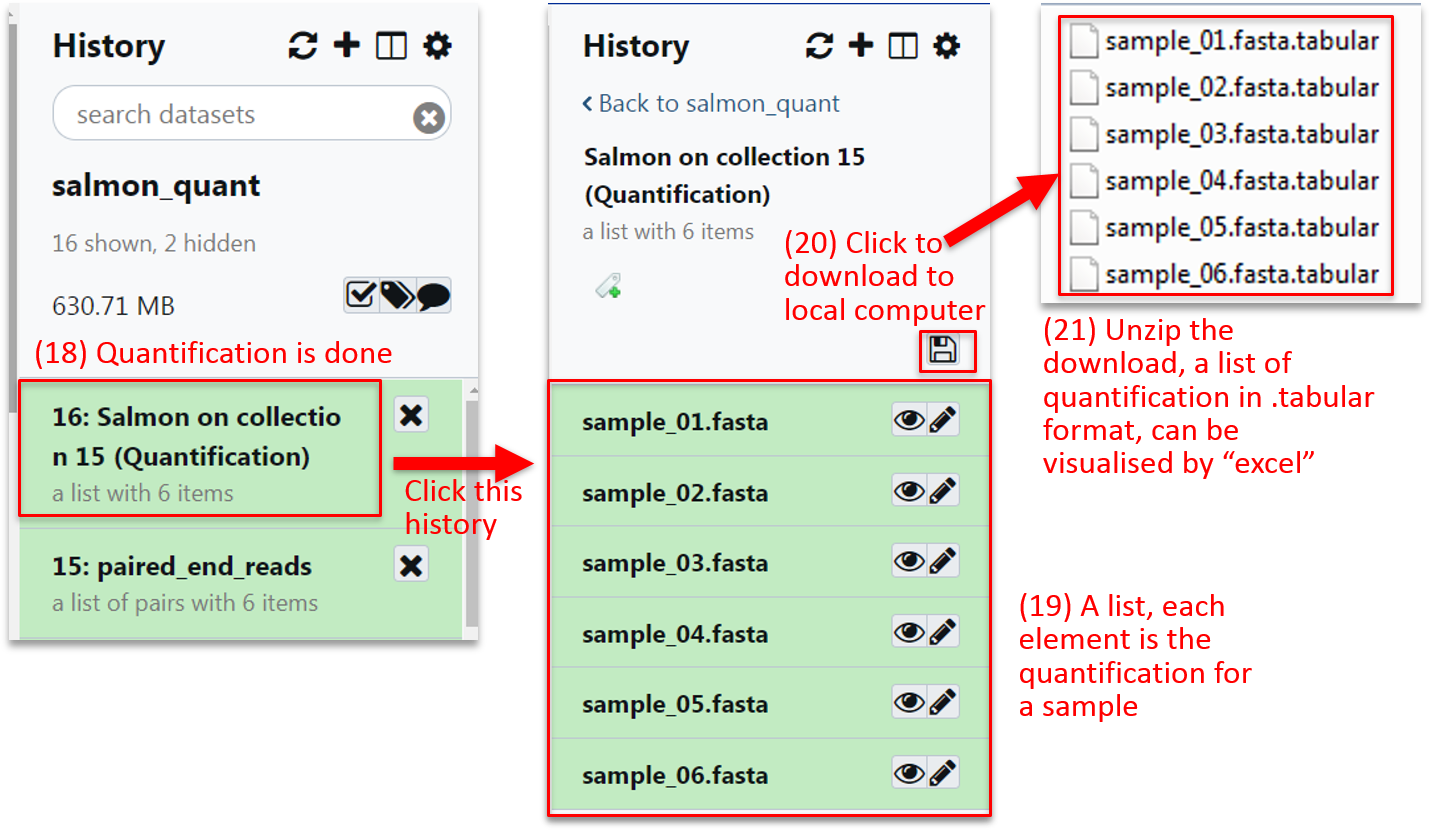 History
search datasets
salmon_quant
16 shown, 2 hidden
630.71 MB
(18) Quantification is done
16: Salmon on collectio
n 15 (Quantification)
a list with 6 items
15: paired_end_reads
a list of pairs with 6 items
Click this
history
History
Back to salmon_quant
Salmon on collection 15
(Quantification)
a list with 6 items
(20) Click to
download to
local computer
sample_01.fasta
sample_02.fasta
sample_03.fasta
sample_04.fasta
sample_05.fasta
sample_06.fasta
sample_01.fasta.tabular
sample_02.fasta.tabular
sample_03.fasta.tabular
sample_04.fasta.tabular
sample_05.fasta.tabular
sample_06.fasta.tabular
(21) Unzip the
download, a list of
quantification in .tabular
format, can be
visualised by “excel”
(19) A list, each
element is the
quantification for
a sample